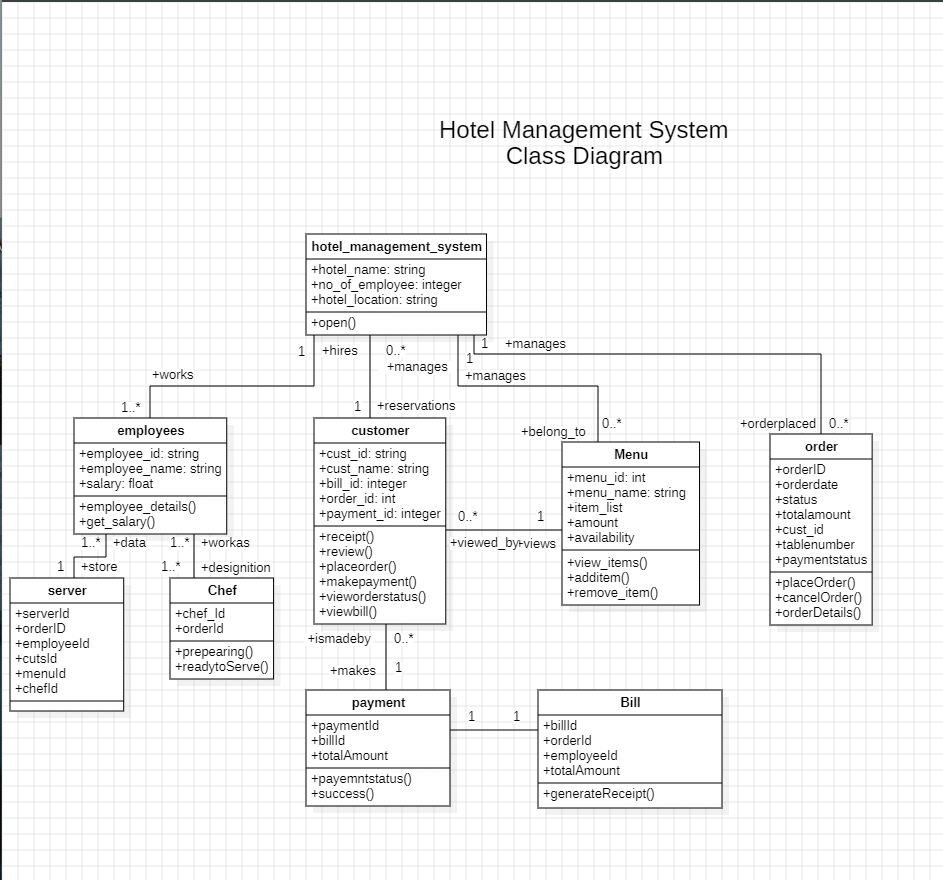 Hotel Management System
Class Diagram
hotel_management_system
+hotel_name: string
+no_of_employee: integer
+hotel_location: string
+open()
1
+hires
0..*
+manages
1
+manages
1
+manages
+works
1..*
1
+reservations
+belong_to
0..*
+orderplaced
0..*
employees
+employee_id: string
+employee_name: string
+salary: float
+employee_details()
+get_salary()
customer
+cust_id: string
+cust_name: string
+bill_id: integer
+order_id: int
+payment_id: integer
+receipt()
+review()
+placeorder()
+makepayment()
+vieworderstatus()
+viewbill()
0..*
1
+viewed_by
+views
Menu
+menu_id: int
+menu_name: string
+item_list
+amount
+availability
+view_items()
+additem()
+remove_item()
order
+orderID
+orderdate
+status
+totalamount
+cust_id
+tablenumber
+paymentstatus
+placeOrder()
+cancelOrder()
+orderDetails()
1..*
+data
1..*
+workas
1
+store
1..*
+designition
server
+serverId
+orderID
+employeeId
+cutsId
+menuId
+chefId
Chef
+chef_Id
+orderId
+prepearing()
+readytoServe()
+ismadeby
0..*
+makes
1
payment
+paymentId
+billId
+totalAmount
+payemntstatus()
+success()
1
1
Bill
+billId
+orderId
+employeeId
+totalAmount
+generateReceipt()